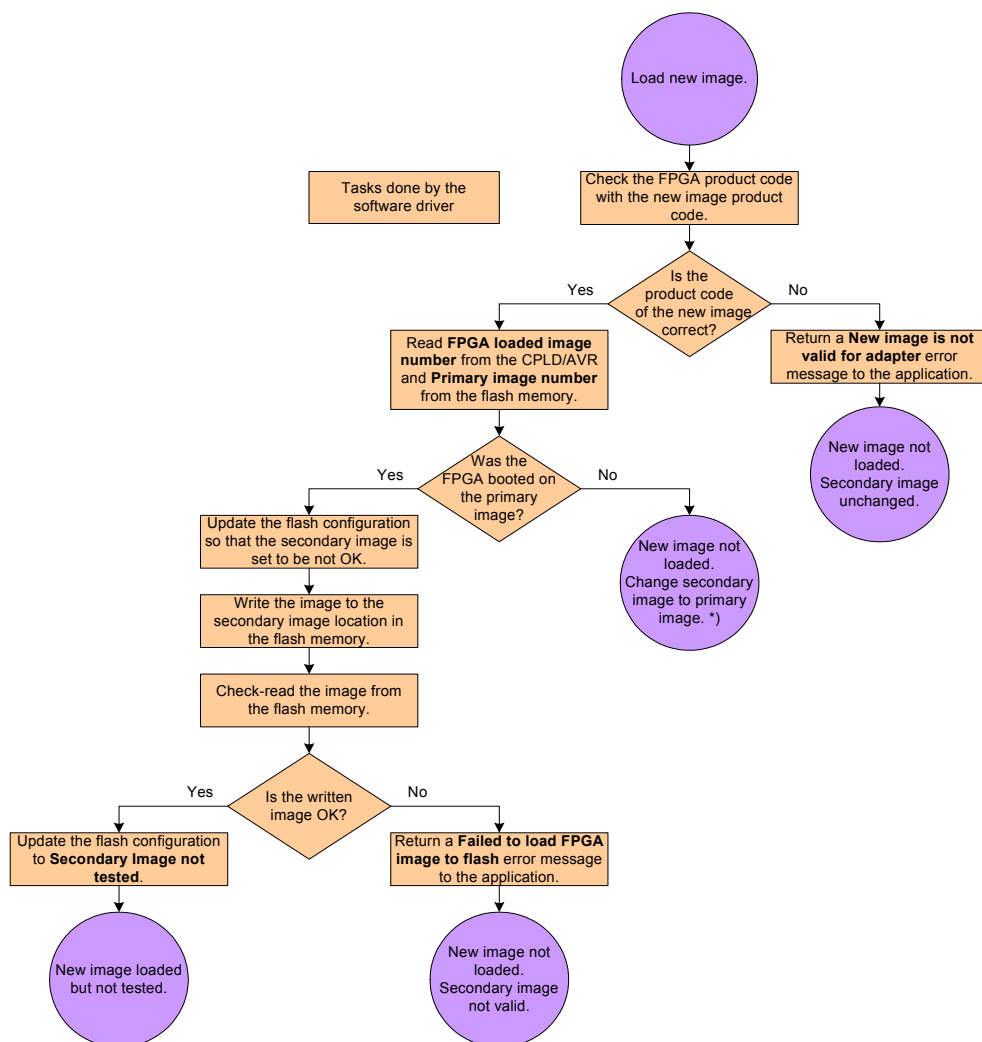 Load new image.
Tasks done by the
software driver
Check the FPGA product code
with the new image product
code.
Is the
product code
of the new image
correct?
Yes
No
Read FPGA loaded image
number from the CPLD/AVR
and Primary image number
from the flash memory.
Return a New image is not
valid for adapter error
message to the application.
New image not
loaded.
Secondary image
unchanged.
Was the
FPGA booted on
the primary
image?
Yes
No
Update the flash configuration
so that the secondary image is
set to be not OK.
New image not
loaded.
Change secondary
image to primary
image. *)
Write the image to the
secondary image location in
the flash memory.
Check-read the image from
the flash memory.
Is the written
image OK?
Yes
No
Update the flash configuration
to Secondary Image not
tested.
Return a Failed to load FPGA
image to flash error message
to the application.
New image loaded
but not tested.
New image not
loaded.
Secondary image
not valid.